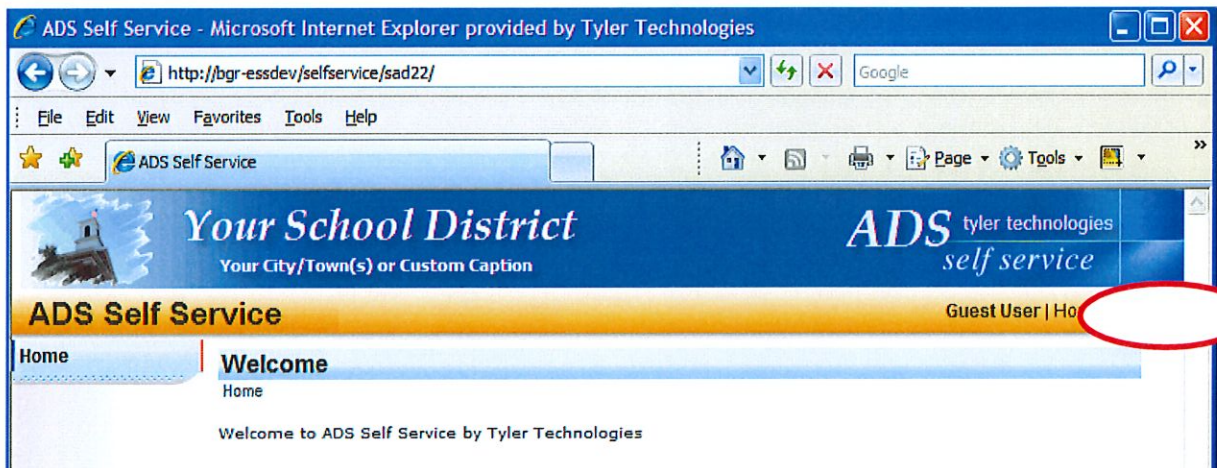 ADS Self Service - Microsoft Internet Explorer provided by Tyler Technologies
http://bgr-essdev/selfservice/sad22/
Google
File Edit View Favorites Tools Help
ADS Self Service
Page Tools »
Your School District
Your City/Town(s) or Custom Caption
ADS tyler technologies
self service
ADS Self Service
Guest User | Ho
Home
Welcome
Home
Welcome to ADS Self Service by Tyler Technologies